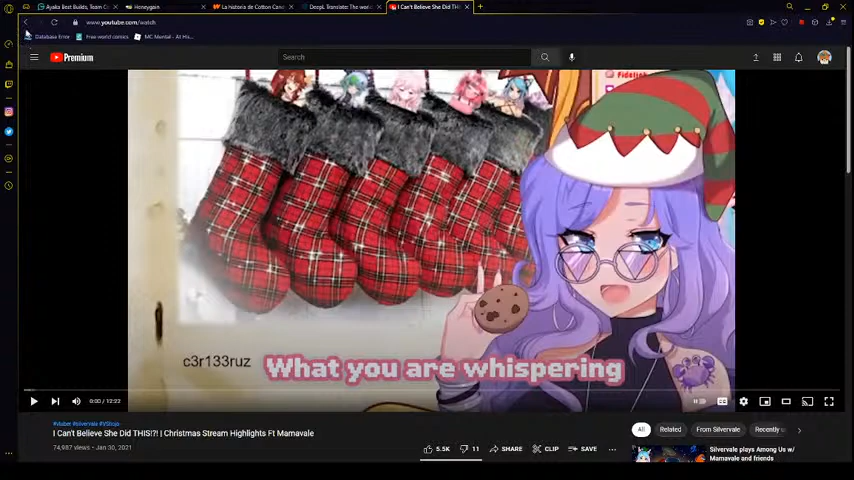 Ayaka Best Builds, Team C
Honeygain
La historia de Cotton Can
DeepL Translate: The world
I Can't Believe She Did TH
www.youtube.com/watch
Database Error
Free world comics
MC Mental - At His...
Premium
Search
Fidelit
c3r133ruz
What you are whispering
0:00 / 12:22
#vtuber #silvervale #VShojo
I Can't Believe She Did THIS!?! | Christmas Stream Highlights Ft Mamavale
74,987 views • Jan 30, 2021
5.5K
11
SHARE
CLIP
SAVE
All
Related
From Silvervale
Recently u
Silvervale plays Among Us w/
Mamavale and friends